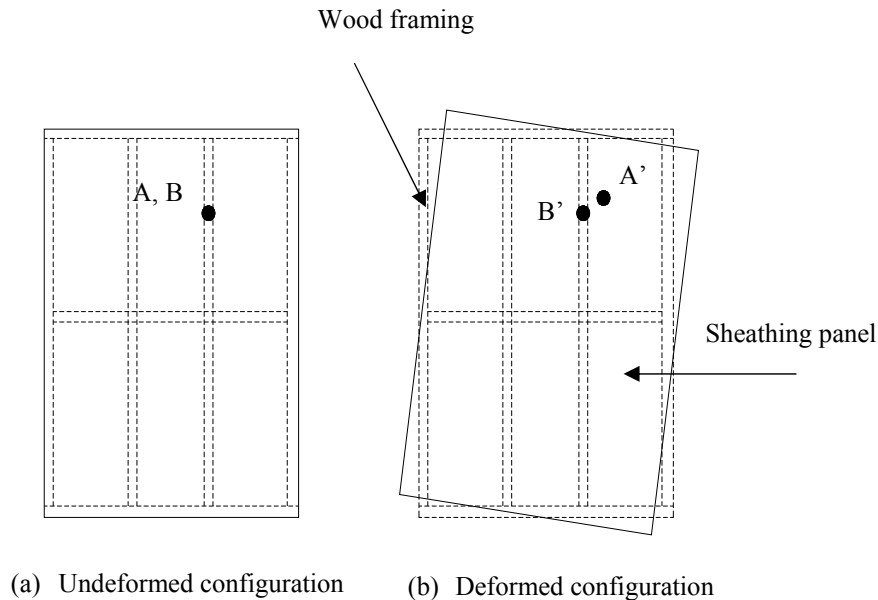 Wood framing
A, B
A’
B’
Sheathing panel
(a) Undeformed configuration
(b) Deformed configuration